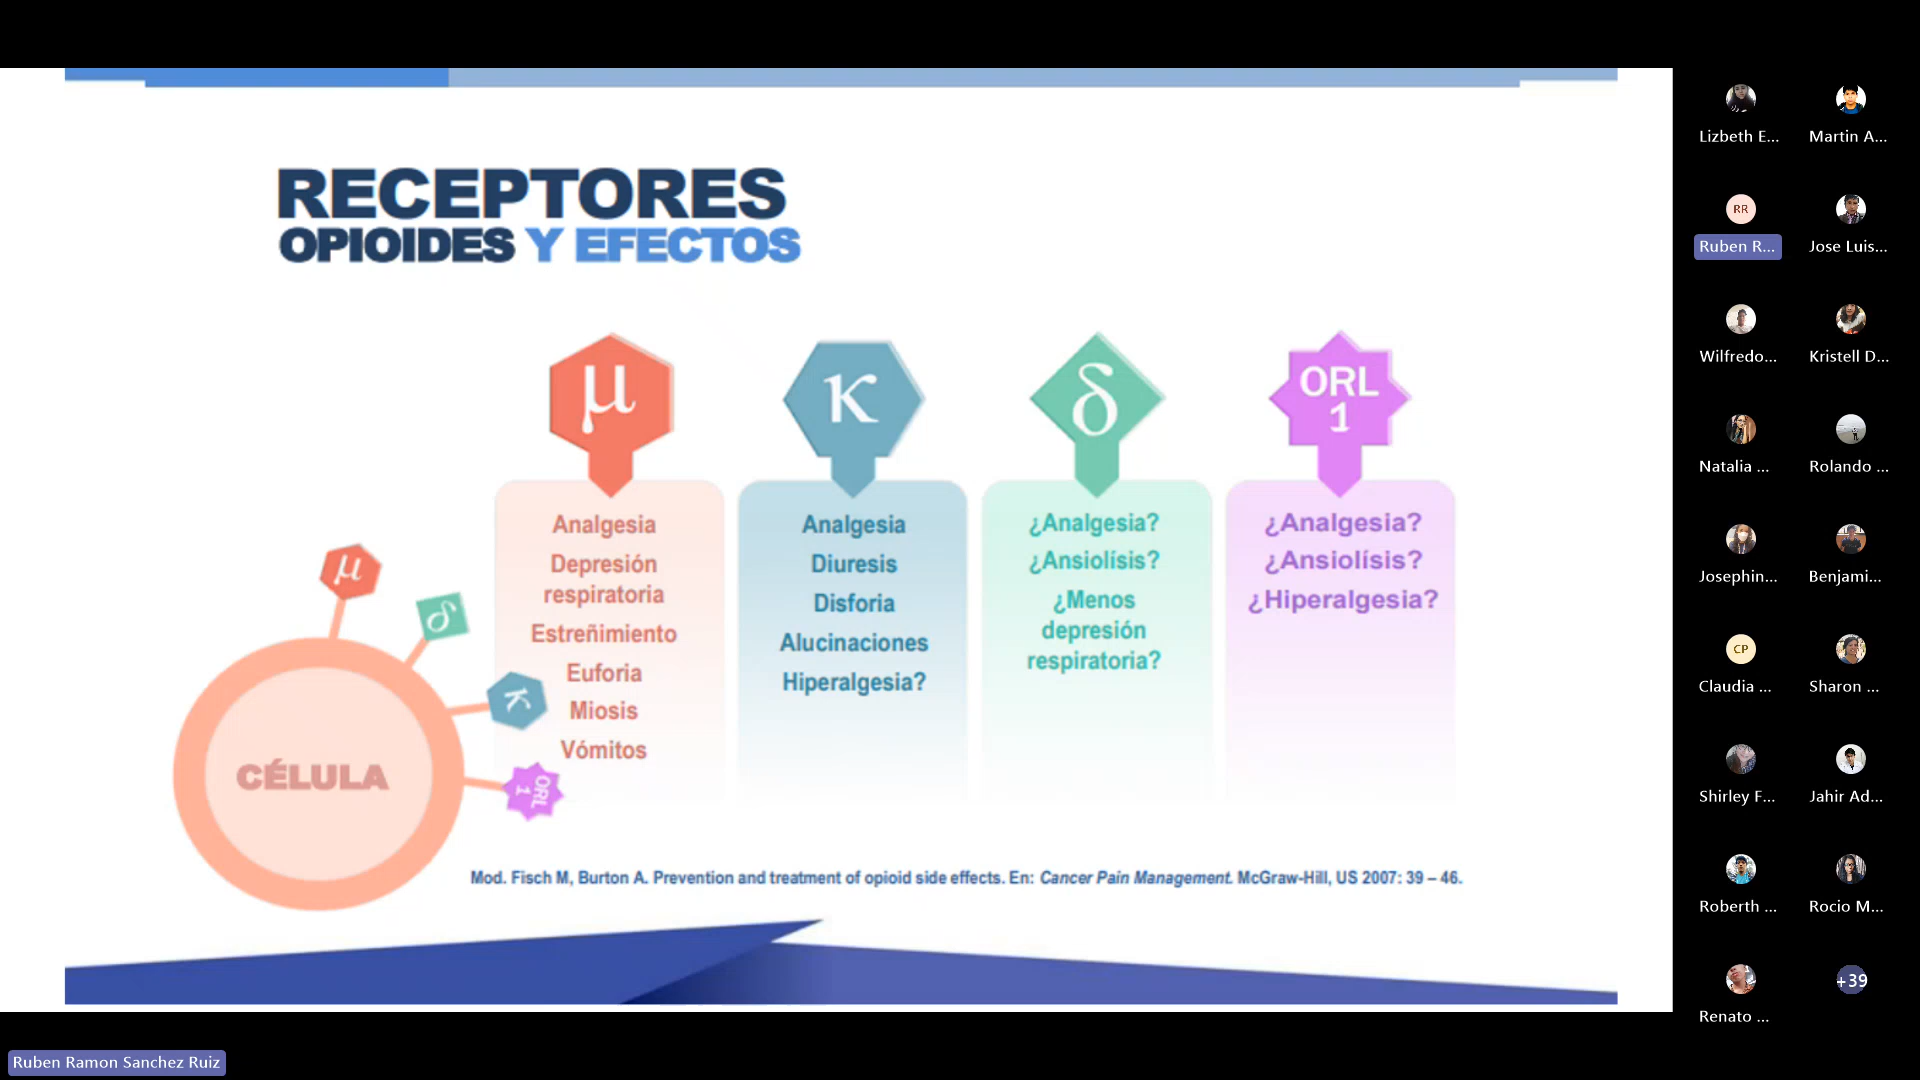 RECEPTORES
OPIOIDES Y EFECTOS
μ
κ
δ
ORL
1
Analgesia
Depresión
respiratoria
Estreñimiento
Euforia
Miosis
Vómitos
Analgesia
Diuresis
Disforia
Alucinaciones
Hiperalgesia?
¿Analgesia?
¿Ansiolísis?
¿Menos
depresión
respiratoria?
¿Analgesia?
¿Ansiolísis?
¿Hiperalgesia?
μ
δ
κ
ORL
1
CÉLULA
Mod. Fisch M, Burton A. Prevention and treatment of opioid side effects. En: Cancer Pain Management. McGraw-Hill, US 2007: 39 – 46.
Lizbeth E...
Martin A...
RR
Ruben R...
Jose Luis...
Wilfredo...
Kristell D...
Natalia ...
Rolando ...
Josephin...
Benjami...
CP
Claudia ...
Sharon ...
Shirley F...
Jahir Ad...
Roberth ...
Rocio M...
Renato ...
+39
Ruben Ramon Sanchez Ruiz